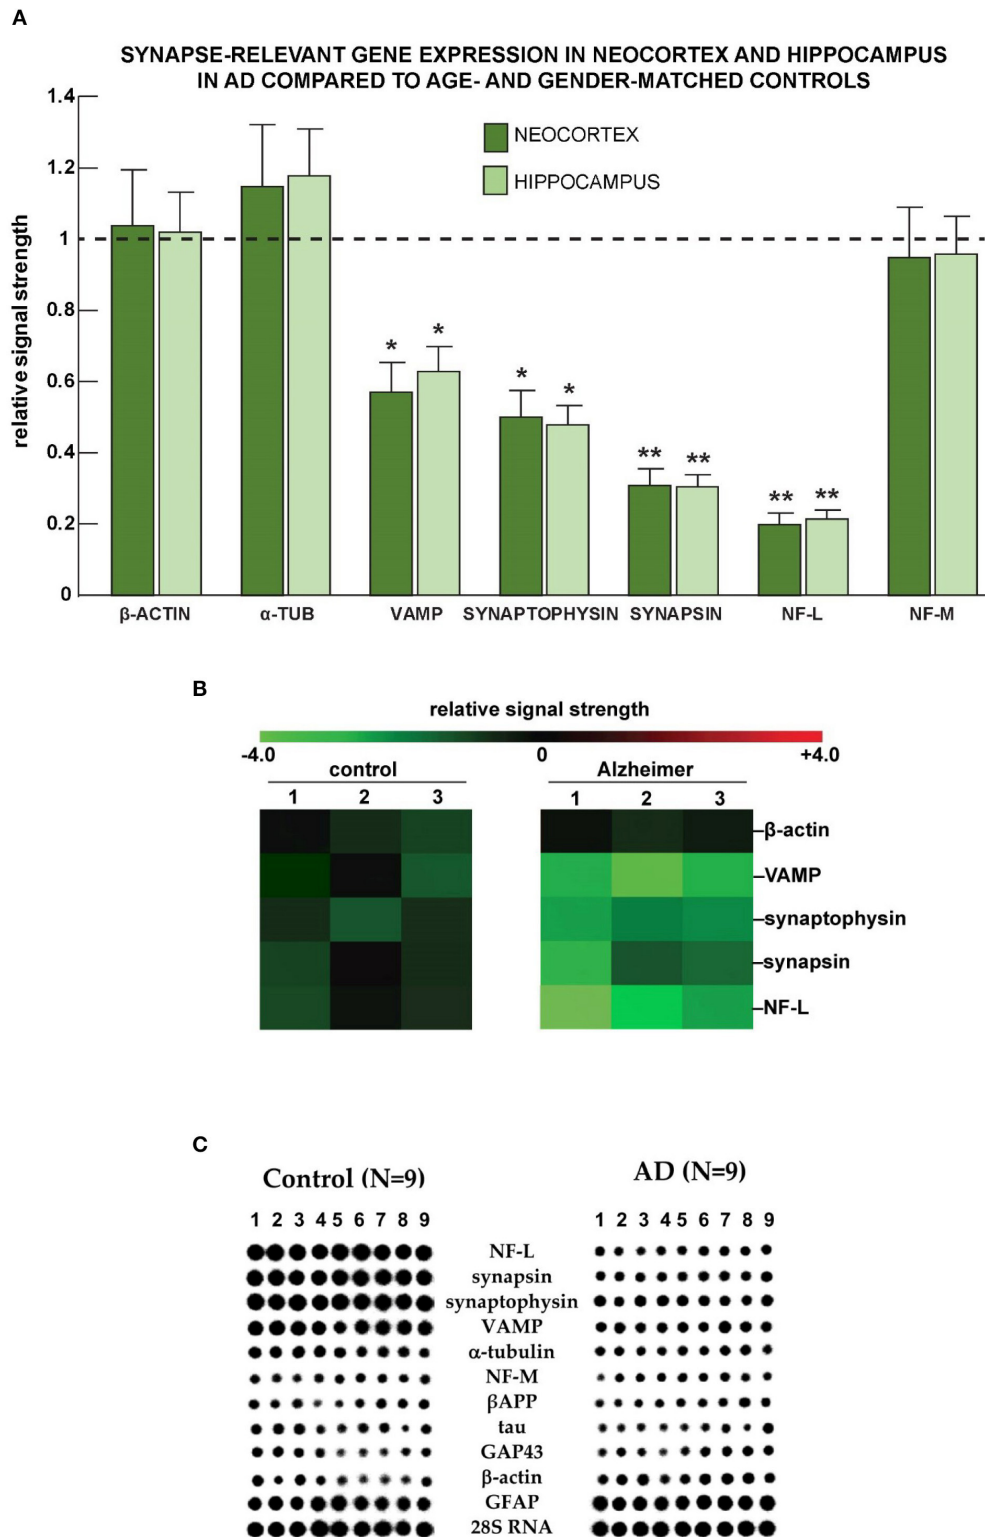 A
SYNAPSE-RELEVANT GENE EXPRESSION IN NEOCORTEX AND HIPPOCAMPUS
IN AD COMPARED TO AGE- AND GENDER-MATCHED CONTROLS
relative signal strength
1.4
1.2
1
0.8
0.6
0.4
0.2
0
NEOCORTEX
HIPPOCAMPUS
* * * * ** ** ** **
β-ACTIN α-TUB VAMP SYNAPTOPHYSIN SYNAPSIN NF-L NF-M
B
relative signal strength
-4.0 0 +4.0
control Alzheimer
1 2 3 1 2 3
β-actin
VAMP
synaptophysin
synapsin
NF-L
C
Control (N=9) AD (N=9)
1 2 3 4 5 6 7 8 9 1 2 3 4 5 6 7 8 9
NF-L
synapsin
synaptophysin
VAMP
α-tubulin
NF-M
βAPP
tau
GAP43
β-actin
GFAP
28S RNA